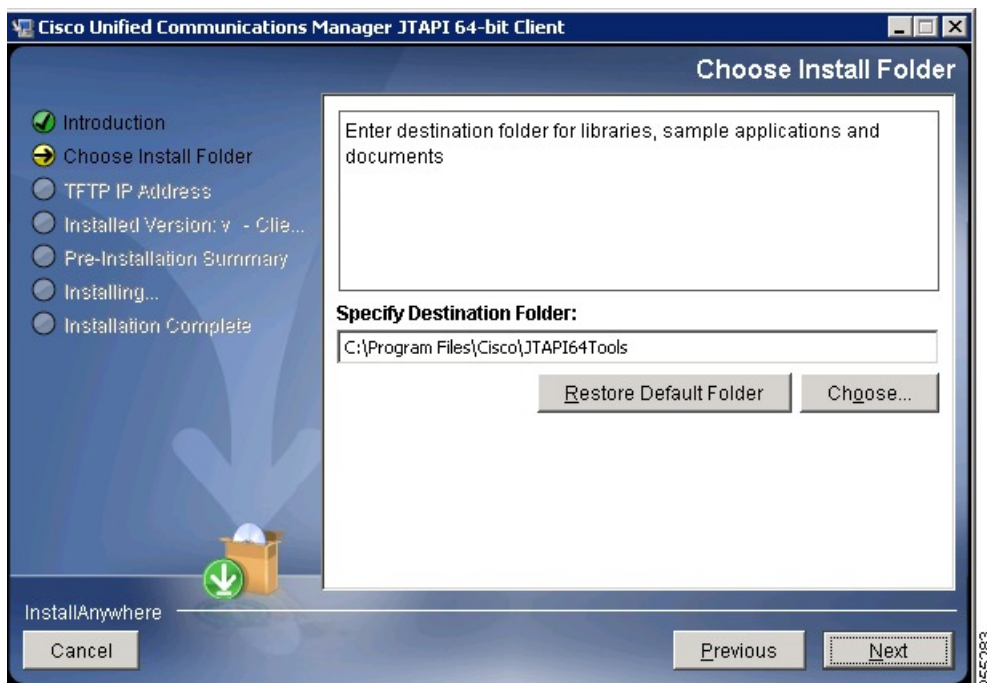 Cisco Unified Communications Manager JTAPI 64-bit Client
Choose Install Folder
Introduction
Choose Install Folder
TFTP IP Address
Installed Version: v - Clie...
Pre-Installation Summary
Installing...
Installation Complete
Enter destination folder for libraries, sample applications and
documents
Specify Destination Folder:
C:\Program Files\Cisco\JTAPI64Tools
Restore Default Folder
Choose...
InstallAnywhere
Cancel
Previous
Next